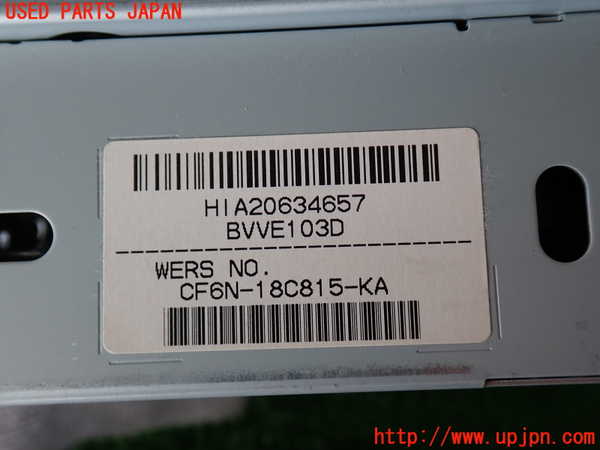 USED PARTS JAPAN
HIA20634657
BVVE103D
WERS NO.
CF6N-18C815-KA
http://www.upjpn.com/